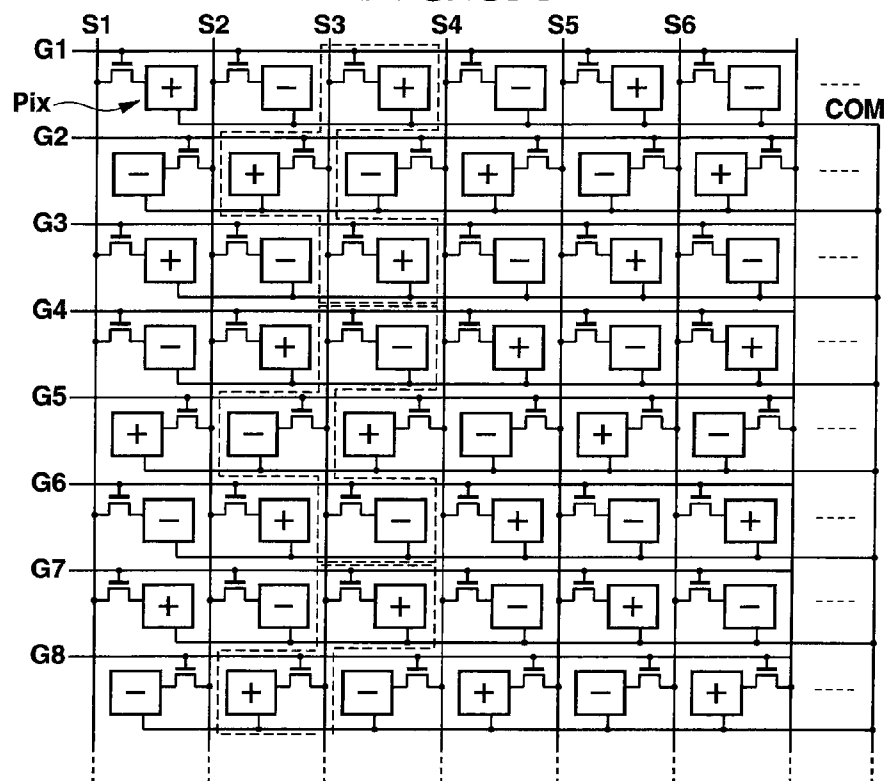 S1 S2 S3 S4 S5 S6
G1
+ − + − + −
Pix
COM
G2
− + − + − +
G3
+ − + − + −
G4
− + − + − +
G5
+ − + − + −
G6
− + − + − +
G7
+ − + − + −
G8
− + − + − +